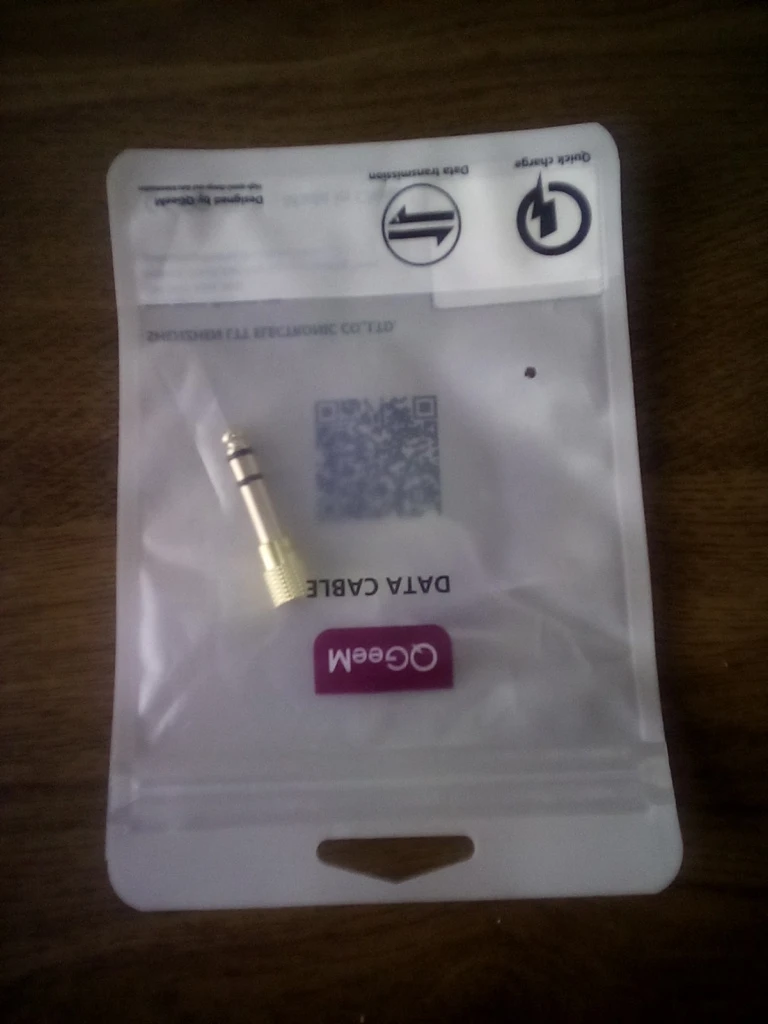 QGeeM
DATA CABLE
SHENZHEN LTT ELECTRONIC CO.,LTD.
Designed by QGeeM
Data transmission
Quick charge